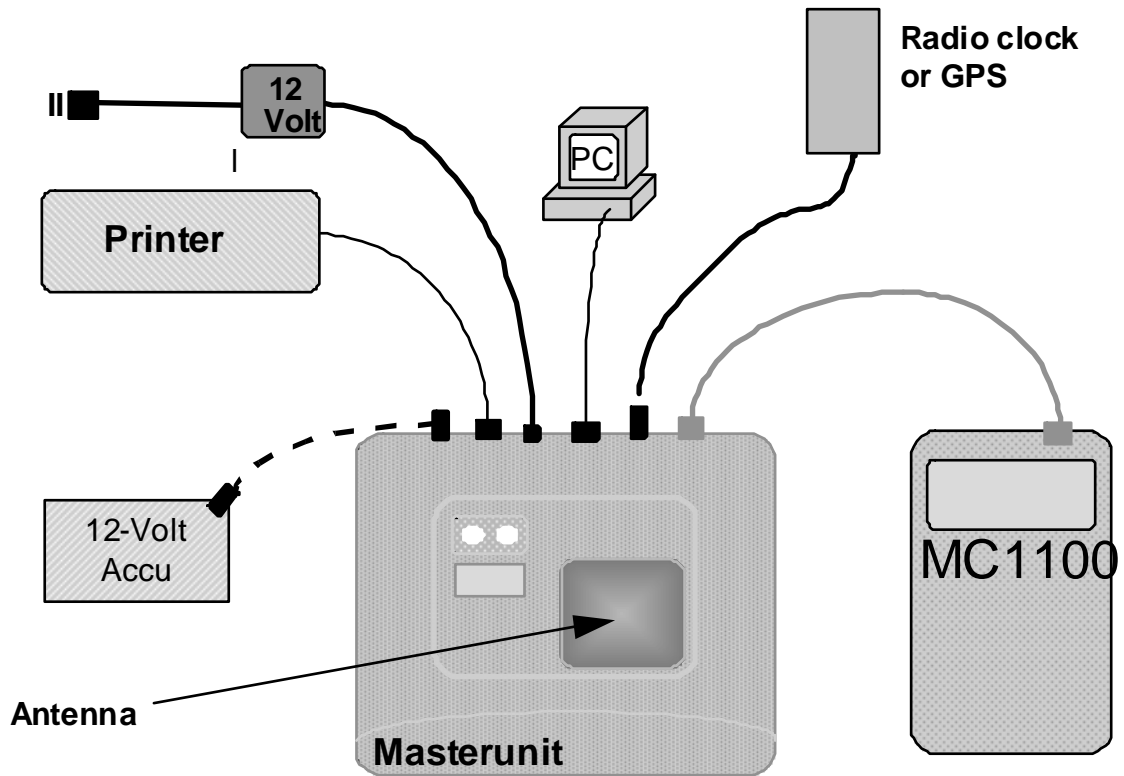 Radio clock
or GPS
12
Volt
PC
Printer
12-Volt
Accu
MC1100
Antenna
Masterunit